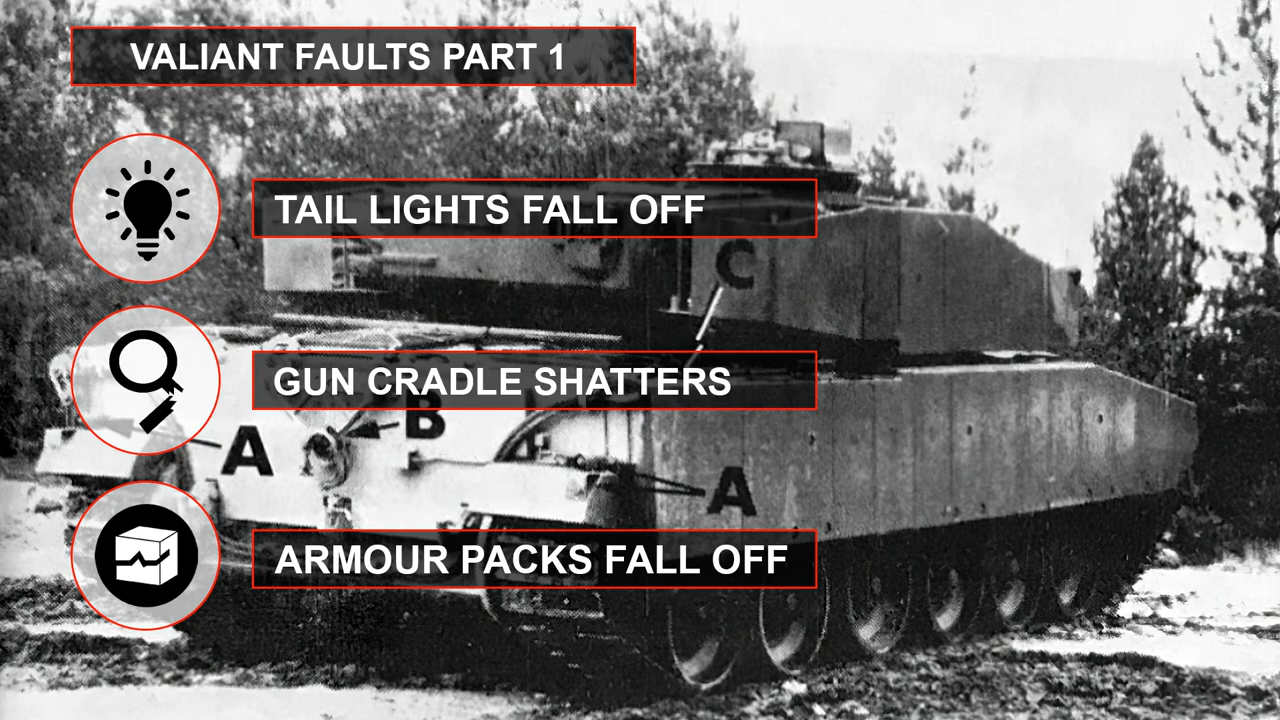 VALIANT FAULTS PART 1
TAIL LIGHTS FALL OFF
C
GUN CRADLE SHATTERS
B
A
A
ARMOUR PACKS FALL OFF